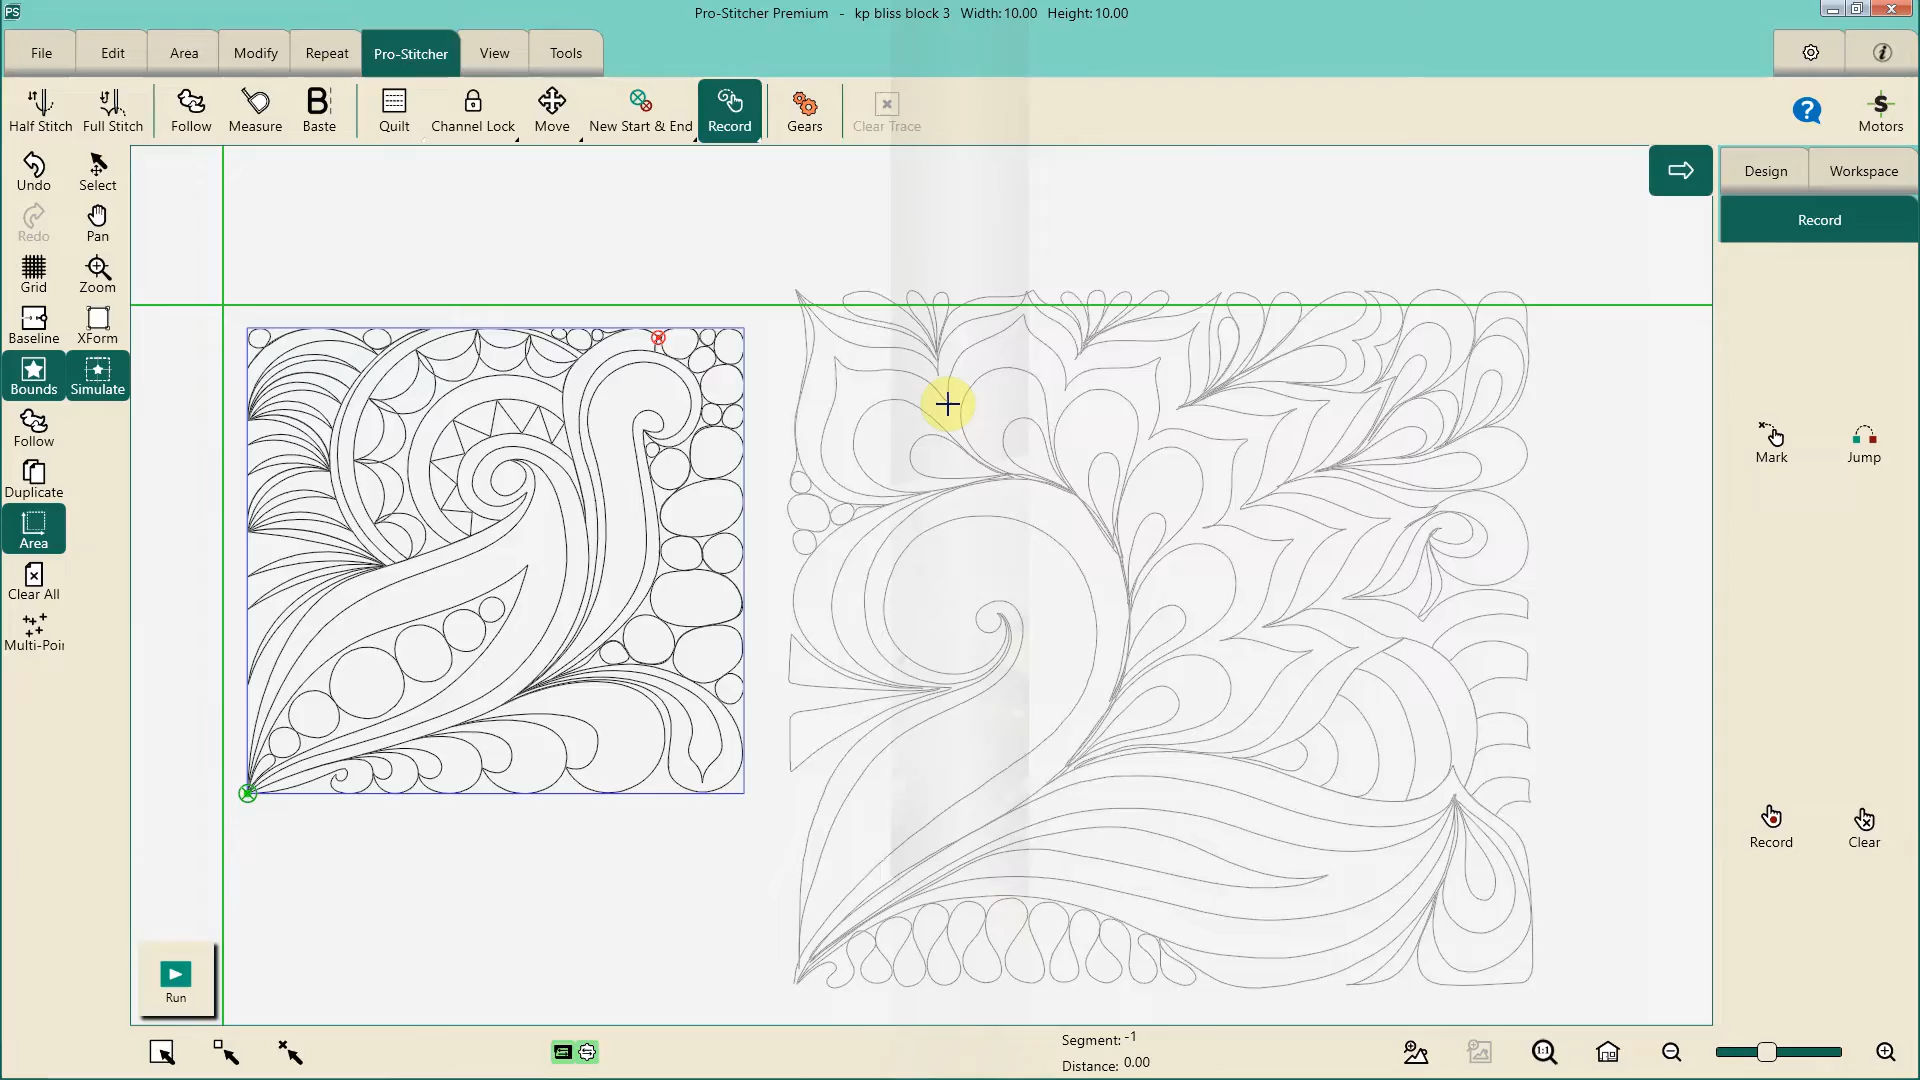 PS
Pro-Stitcher Premium - kp bliss block 3 Width: 10.00 Height: 10.00
File Edit Area Modify Repeat Pro-Stitcher View Tools
Half Stitch Full Stitch Follow Measure Baste Quilt Channel Lock Move New Start & End Record Gears Clear Trace Motors
Undo Select
Redo Pan
Grid Zoom
Baseline XForm
Bounds Simulate
Follow
Duplicate
Area
Clear All
Multi-Poi
Run
Design Workspace
Record
Mark Jump
Record Clear
Segment: -1
Distance: 0.00
1:1